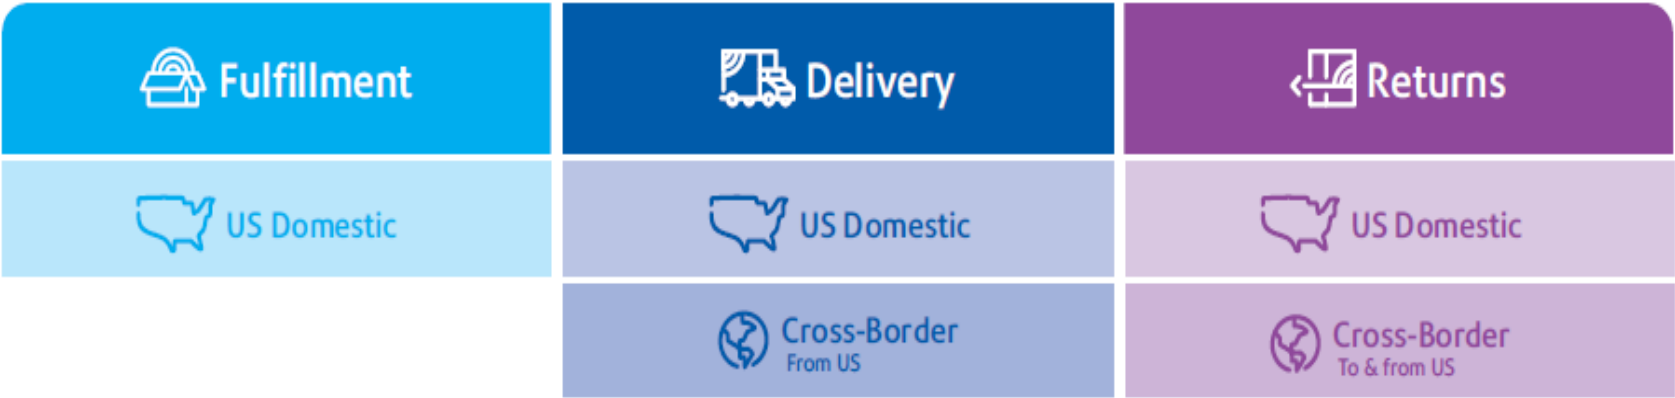 Fulfillment
Delivery
Returns
US Domestic
US Domestic
US Domestic
Cross-Border
From US
Cross-Border
To & from US